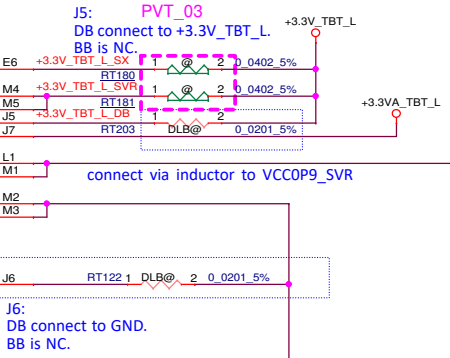 J5: PVT_03
DB connect to +3.3V_TBT_L.
BB is NC.
+3.3V_TBT_L
E6 +3.3V_TBT_L_SX 1 @ 2 0_0402_5%
RT180
M4 +3.3V_TBT_L_SVR 1 @ 2 0_0402_5%
M5 RT181
+3.3VA_TBT_L
J5 +3.3V_TBT_L_DB 1 2
J7 RT203 DLB@ 0_0201_5%
L1
M1 connect via inductor to VCC0P9_SVR
M2
M3
J6 RT122 1 DLB@ 2 0_0201_5%
J6:
DB connect to GND.
BB is NC.